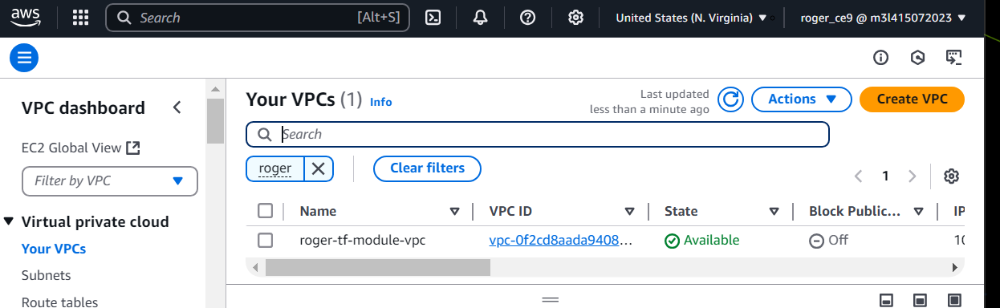 aws Search [Alt+S] United States (N. Virginia) roger_ce9 @ m3l415072023
VPC dashboard
EC2 Global View
Filter by VPC
Virtual private cloud
Your VPCs
Subnets
Route tables
Your VPCs (1) Info
Last updated
less than a minute ago
Actions
Create VPC
Search
roger
Clear filters
1
Name VPC ID State Block Public... IP
roger-tf-module-vpc vpc-0f2cd8aada9408... Available Off 10